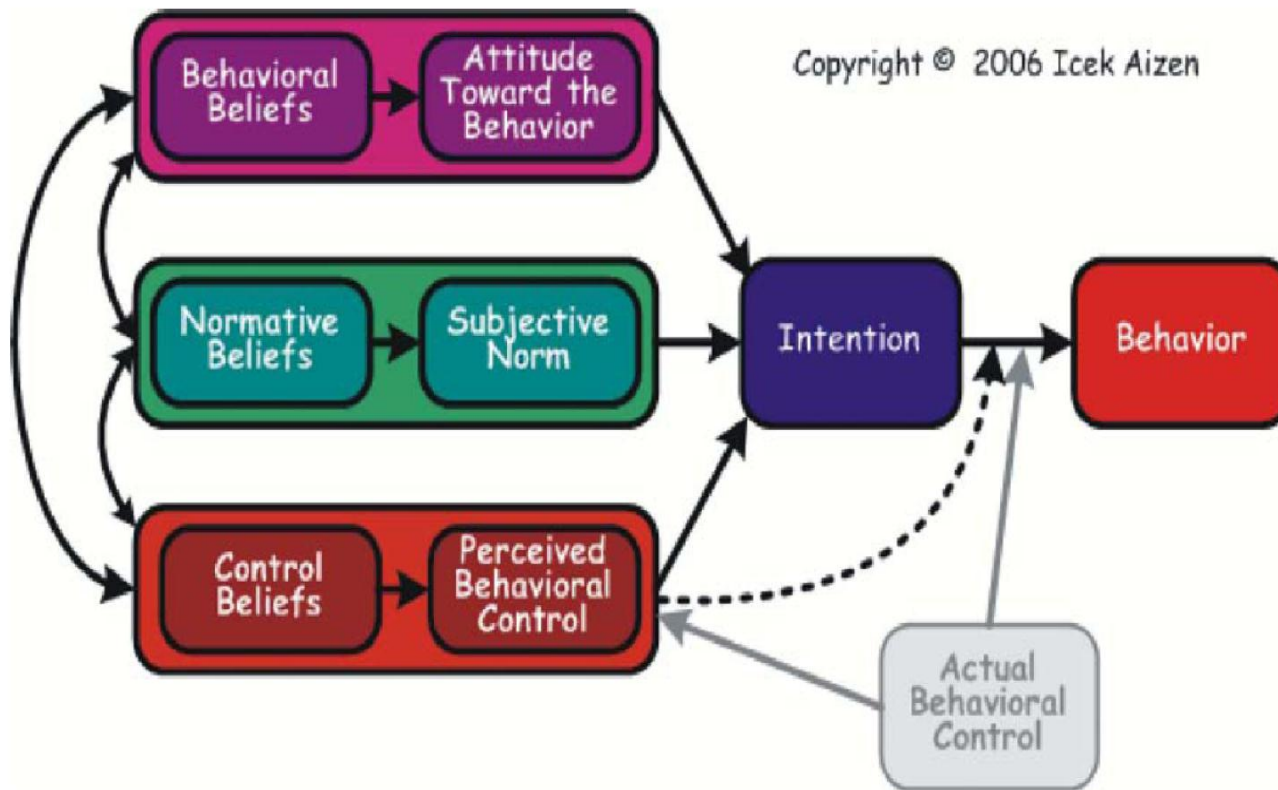 Behavioral
Beliefs
Attitude
Toward the
Behavior
Copyright © 2006 Icek Aizen
Normative
Beliefs
Subjective
Norm
Intention
Behavior
Control
Beliefs
Perceived
Behavioral
Control
Actual
Behavioral
Control